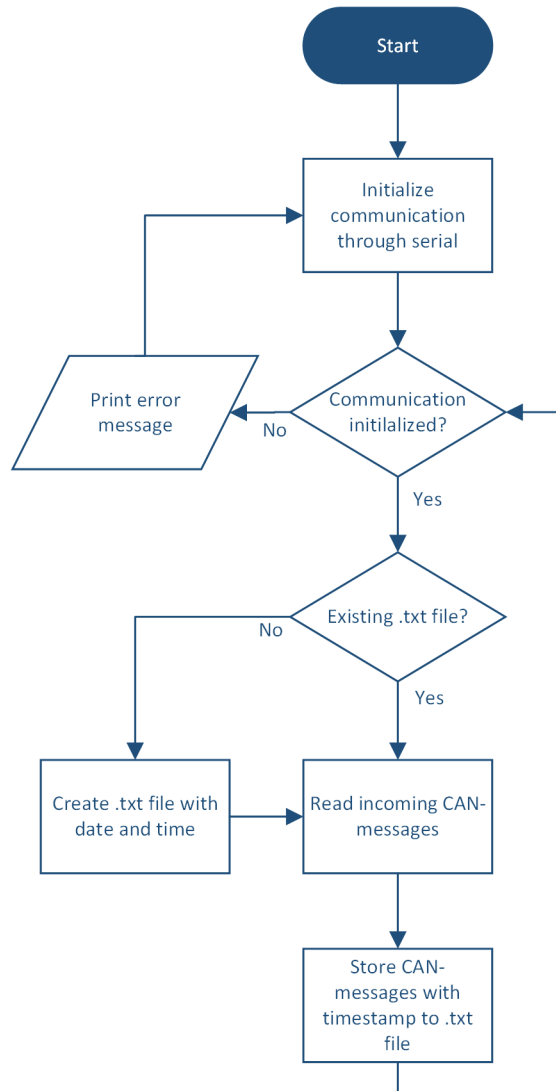 Start
Initialize
communication
through serial
Print error
message
Communication
initilalized?
No
Yes
Existing .txt file?
No
Yes
Create .txt file with
date and time
Read incoming CAN-
messages
Store CAN-
messages with
timestamp to .txt
file